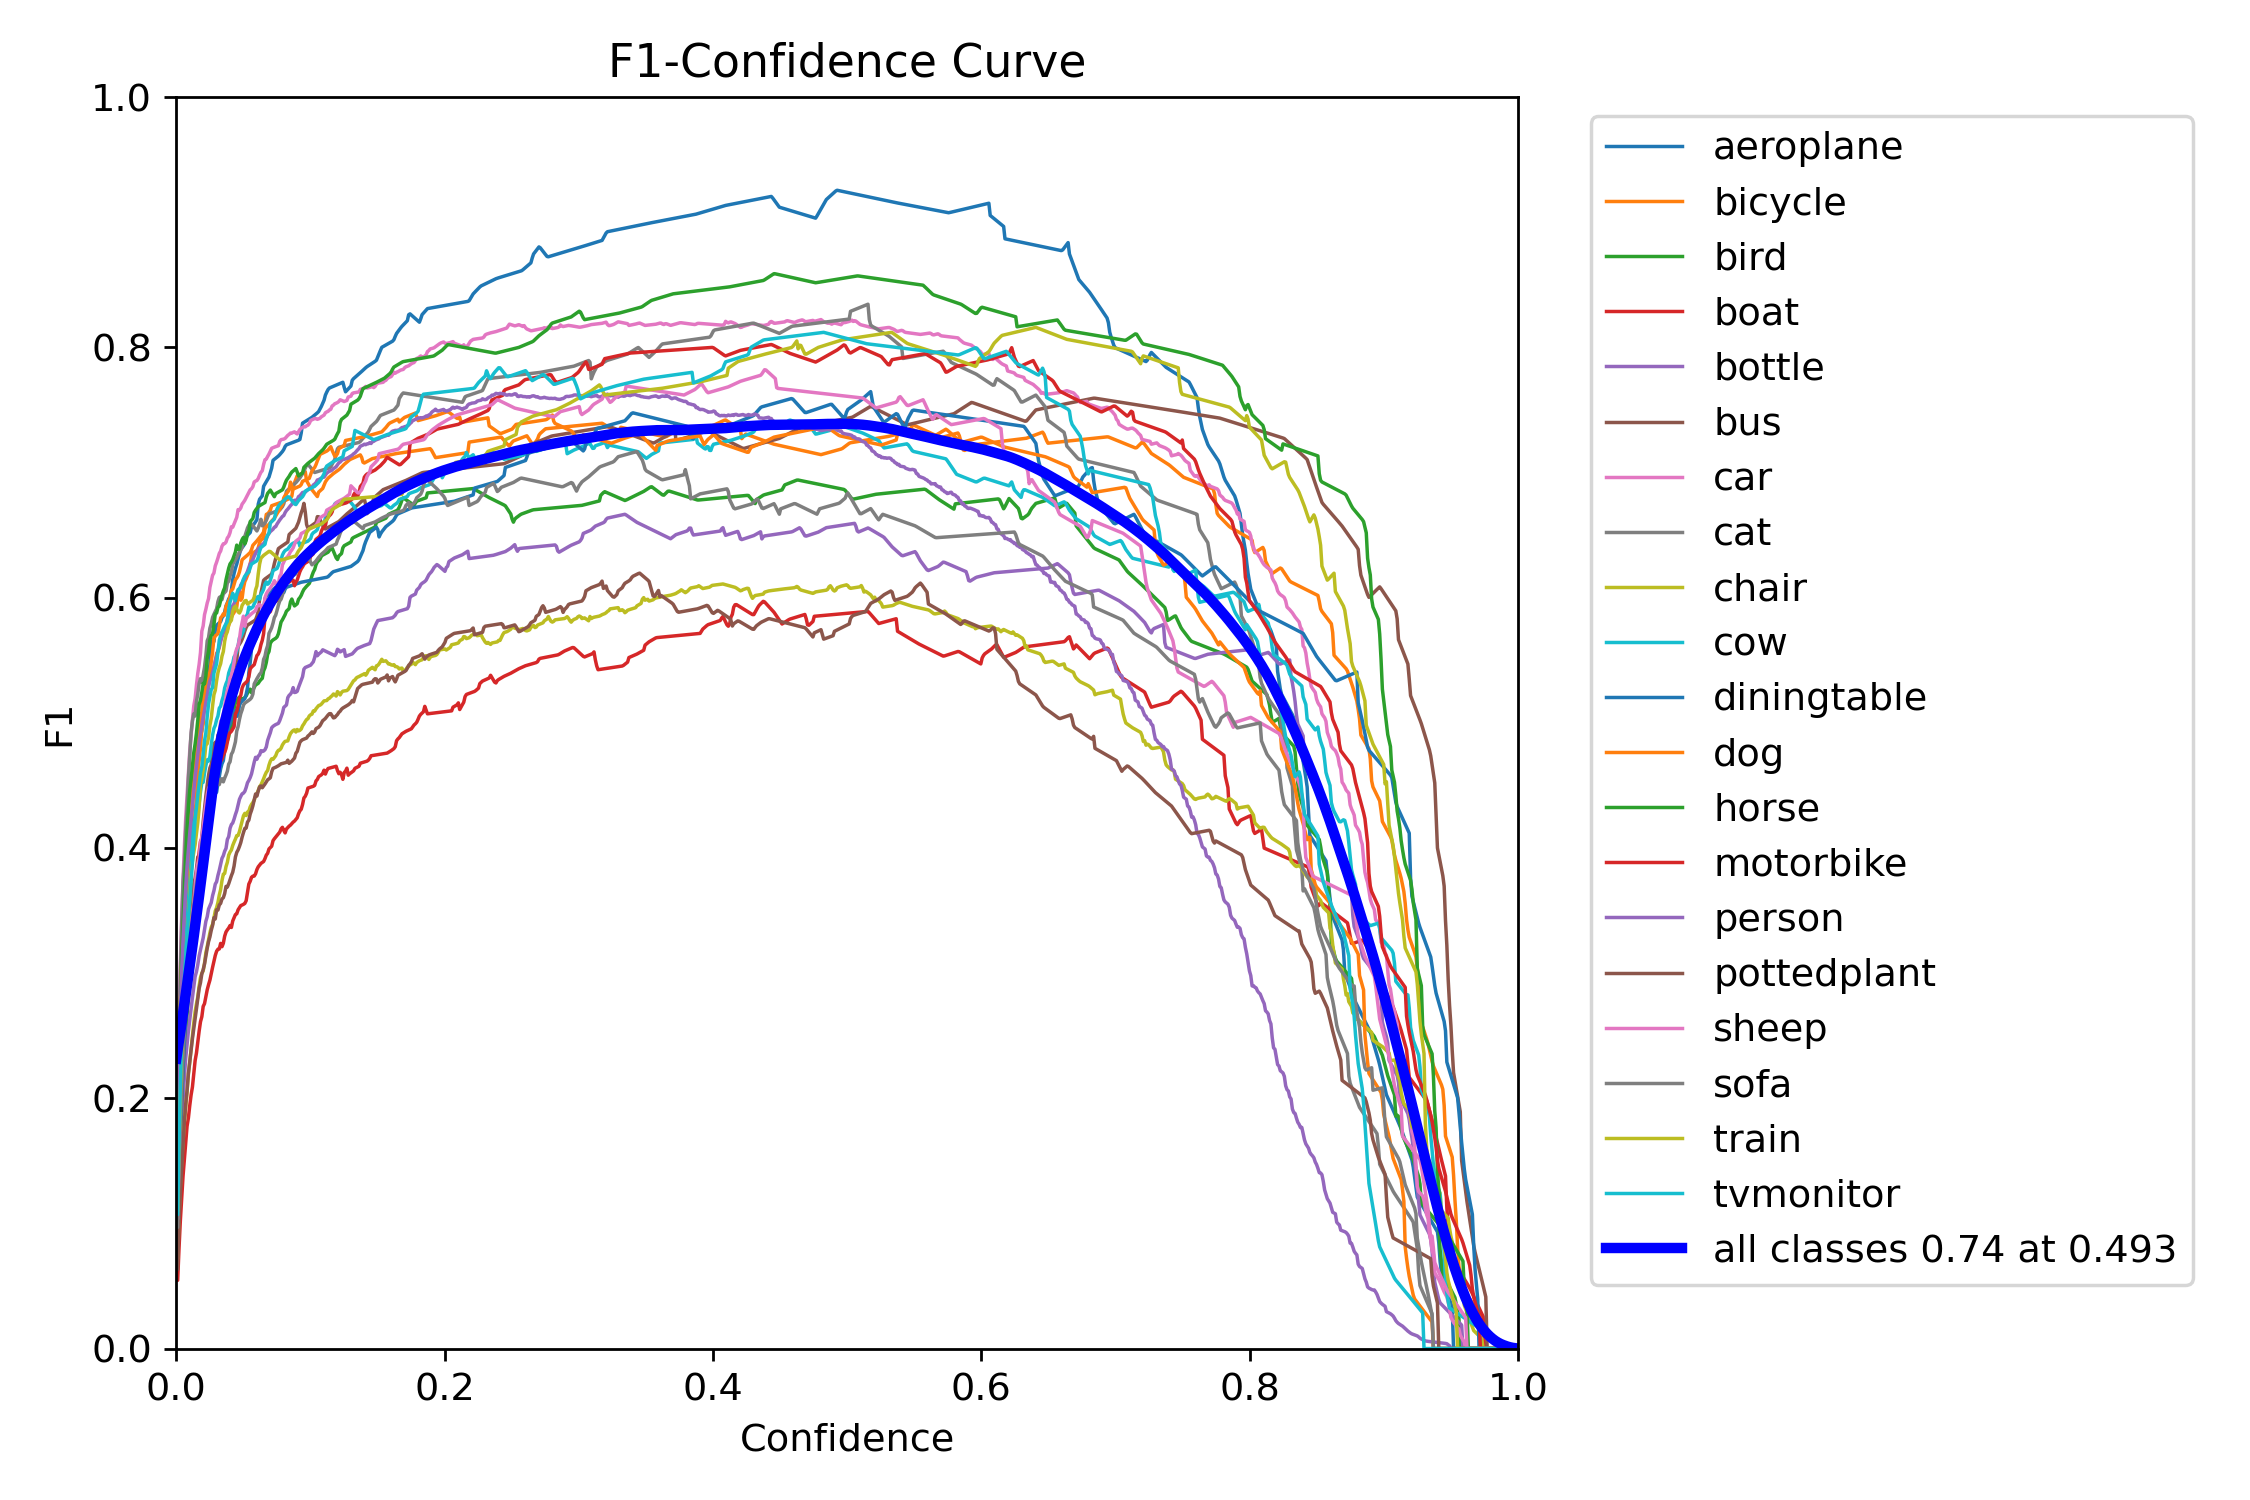 F1-Confidence Curve
1.0
0.8
0.6
0.4
0.2
0.0
F1
0.0 0.2 0.4 0.6 0.8 1.0
Confidence
aeroplane
bicycle
bird
boat
bottle
bus
car
cat
chair
cow
diningtable
dog
horse
motorbike
person
pottedplant
sheep
sofa
train
tvmonitor
all classes 0.74 at 0.493